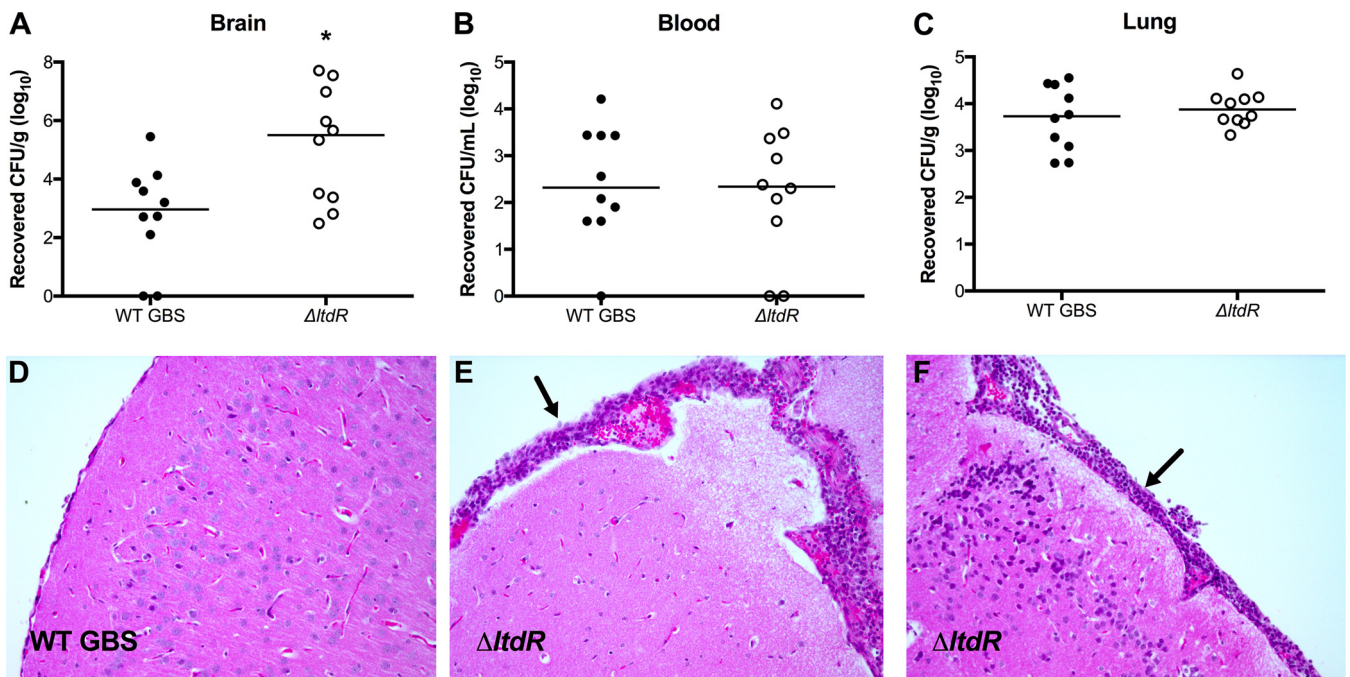 A
Brain
*
Recovered CFU/g (log10)
8
6
4
2
0
WT GBS
ΔltdR
B
Blood
Recovered CFU/mL (log10)
5
4
3
2
1
0
WT GBS
ΔltdR
C
Lung
Recovered CFU/g (log10)
5
4
3
2
1
0
WT GBS
ΔltdR
D
WT GBS
E
ΔltdR
F
ΔltdR